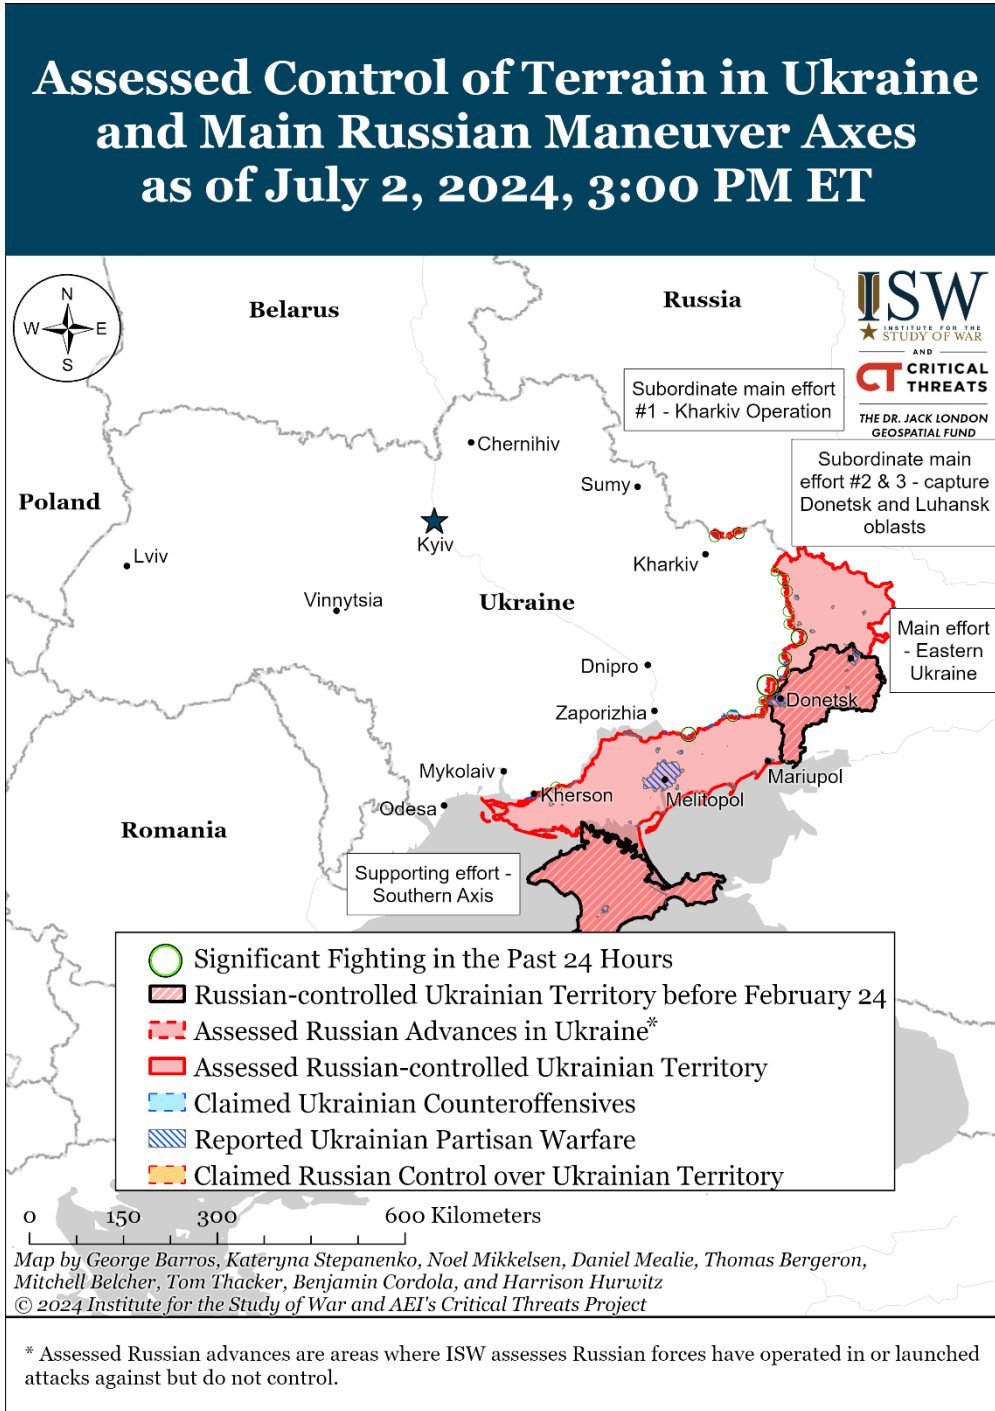 Assessed Control of Terrain in Ukraine
and Main Russian Maneuver Axes
as of July 2, 2024, 3:00 PM ET
N
W
E
S
Belarus
Russia
ISW
INSTITUTE FOR THE
STUDY OF WAR
AND
CT CRITICAL
THREATS
THE DR. JACK LONDON
GEOSPATIAL FUND
Subordinate main effort
#1 - Kharkiv Operation
Subordinate main
effort #2 & 3 - capture
Donetsk and Luhansk
oblasts
Chernihiv
Sumy
Poland
Kyiv
Lviv
Kharkiv
Vinnytsia
Ukraine
Main effort
- Eastern
Ukraine
Dnipro
Donetsk
Zaporizhia
Mykolaiv
Mariupol
Kherson
Melitopol
Odesa
Romania
Supporting effort -
Southern Axis
Significant Fighting in the Past 24 Hours
Russian-controlled Ukrainian Territory before February 24
Assessed Russian Advances in Ukraine*
Assessed Russian-controlled Ukrainian Territory
Claimed Ukrainian Counteroffensives
Reported Ukrainian Partisan Warfare
Claimed Russian Control over Ukrainian Territory
0 150 300 600 Kilometers
Map by George Barros, Kateryna Stepanenko, Noel Mikkelsen, Daniel Mealie, Thomas Bergeron,
Mitchell Belcher, Tom Thacker, Benjamin Cordola, and Harrison Hurwitz
© 2024 Institute for the Study of War and AEI's Critical Threats Project
* Assessed Russian advances are areas where ISW assesses Russian forces have operated in or launched
attacks against but do not control.